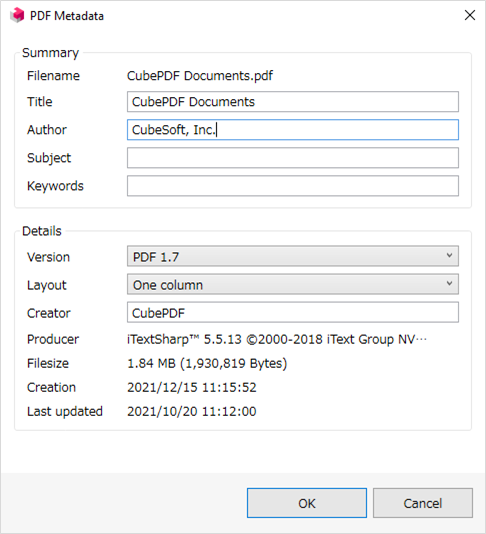 PDF Metadata
Summary
Filename CubePDF Documents.pdf
Title CubePDF Documents
Author CubeSoft, Inc.
Subject
Keywords
Details
Version PDF 1.7
Layout One column
Creator CubePDF
Producer iTextSharp™ 5.5.13 ©2000-2018 iText Group NV···
Filesize 1.84 MB (1,930,819 Bytes)
Creation 2021/12/15 11:15:52
Last updated 2021/10/20 11:12:00
OK Cancel